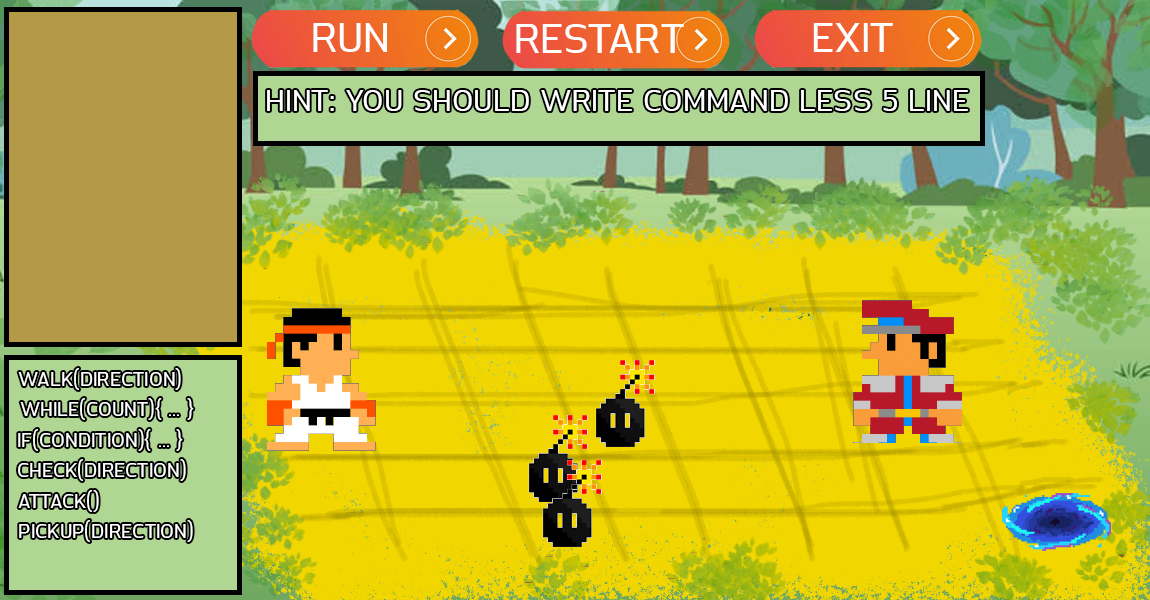 RUN
RESTART
EXIT
HINT: YOU SHOULD WRITE COMMAND LESS 5 LINE
WALK(DIRECTION)
WHILE(COUNT){ ... }
IF(CONDITION){ ... }
CHECK(DIRECTION)
ATTACK()
PICKUP(DIRECTION)